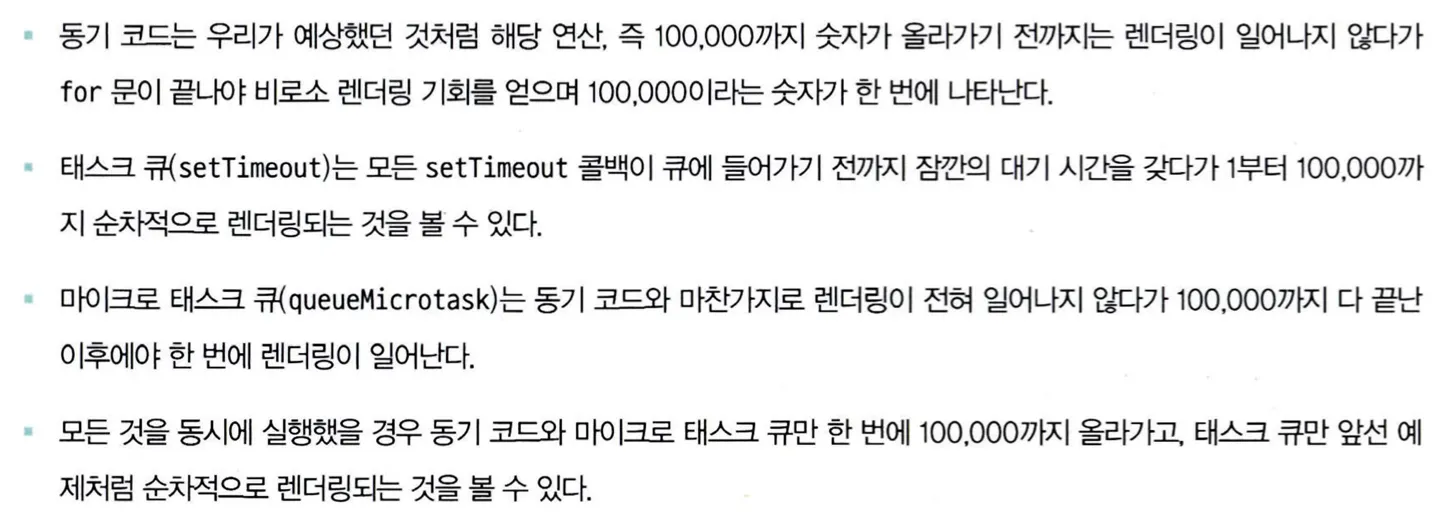 ▪ 동기 코드는 우리가 예상했던 것처럼 해당 연산, 즉 100,000까지 숫자가 올라가기 전까지는 렌더링이 일어나지 않다가
for 문이 끝나야 비로소 렌더링 기회를 얻으며 100,000이라는 숫자가 한 번에 나타난다.
▪ 태스크 큐(setTimeout)는 모든 setTimeout 콜백이 큐에 들어가기 전까지 잠깐의 대기 시간을 갖다가 1부터 100,000까
지 순차적으로 렌더링되는 것을 볼 수 있다.
▪ 마이크로 태스크 큐(queueMicrotask)는 동기 코드와 마찬가지로 렌더링이 전혀 일어나지 않다가 100,000까지 다 끝난
이후에야 한 번에 렌더링이 일어난다.
▪ 모든 것을 동시에 실행했을 경우 동기 코드와 마이크로 태스크 큐만 한 번에 100,000까지 올라가고, 태스크 큐만 앞선 예
제처럼 순차적으로 렌더링되는 것을 볼 수 있다.